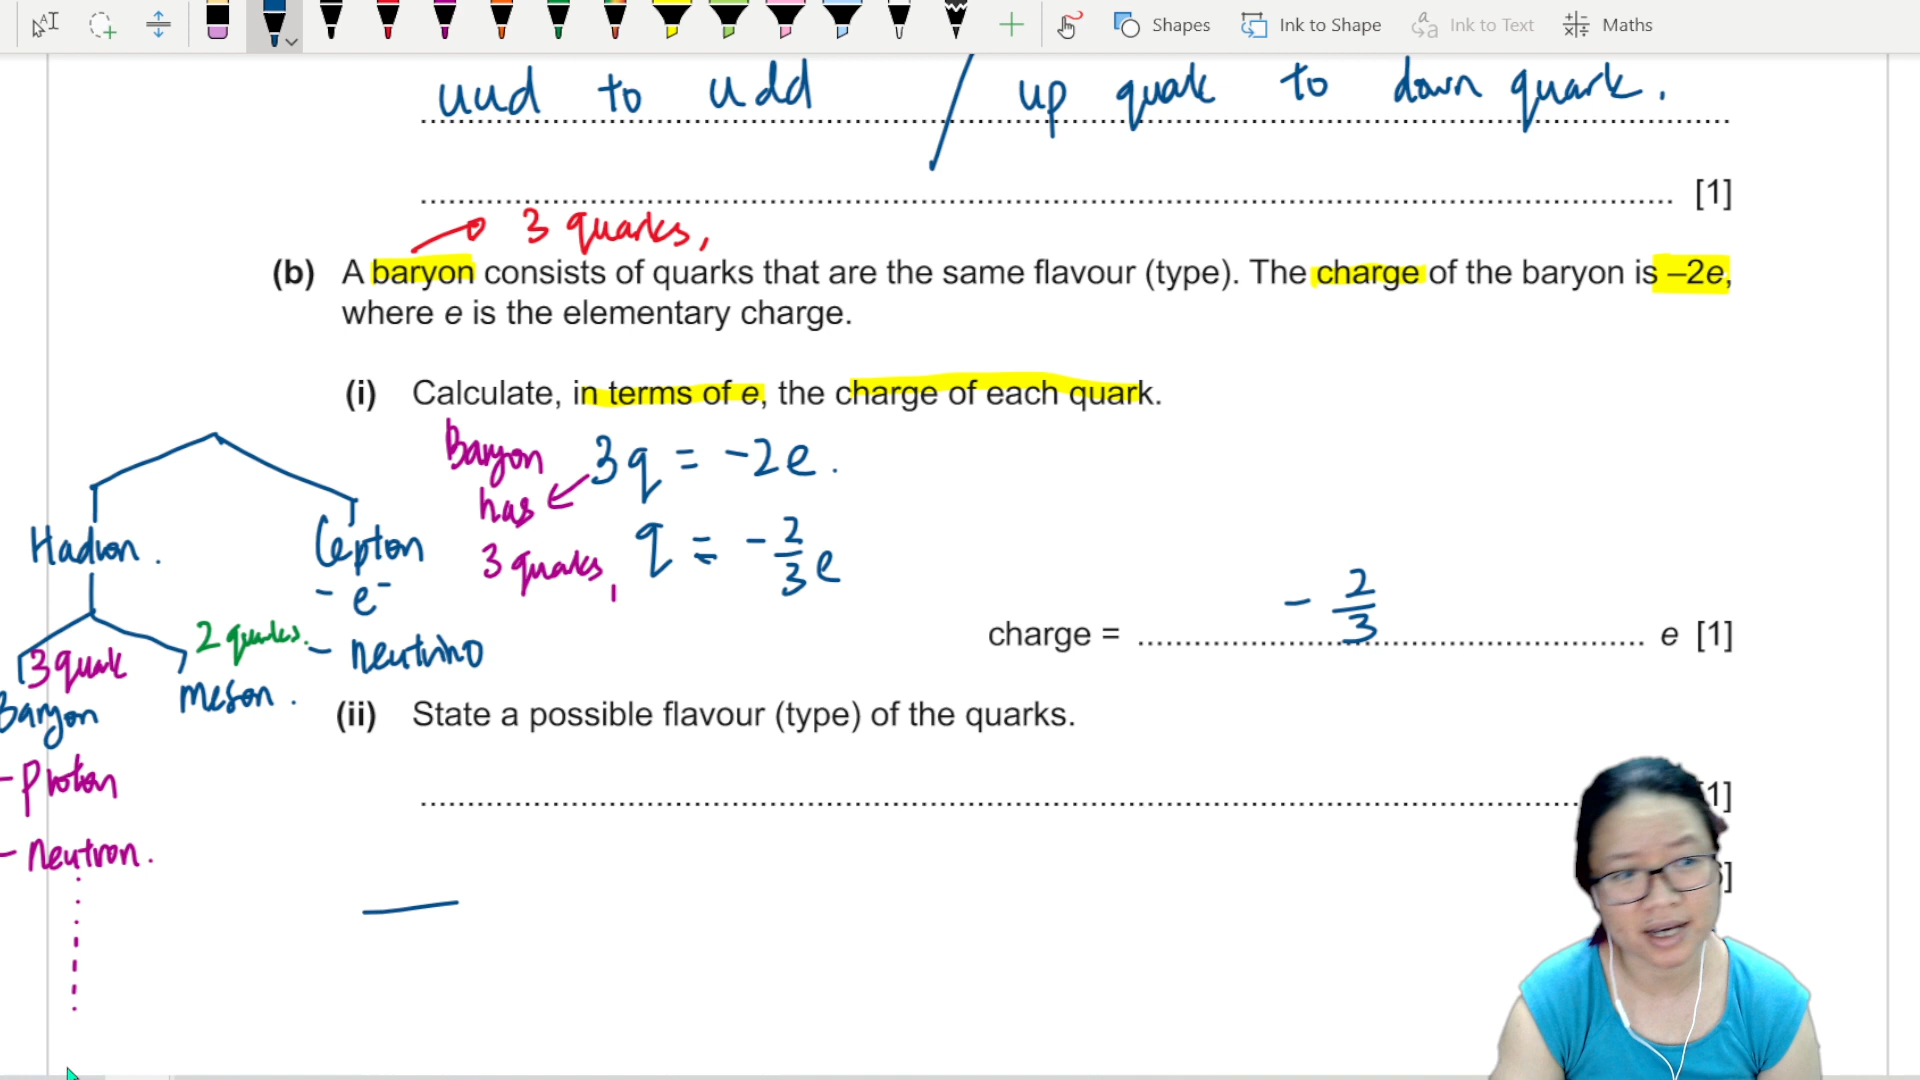 Shapes Ink to Shape Ink to Text Maths
uud to udd / up quak to down quark.
[1]
3 quarks,
(b) A baryon consists of quarks that are the same flavour (type). The charge of the baryon is –2e,
where e is the elementary charge.
(i) Calculate, in terms of e, the charge of each quark.
Baryon has 3 quarks,
3q = -2e.
q = - 2/3 e
charge = - 2/3 e [1]
Hadron. Lepton
- e⁻
- neutrino
3 quark 2 quarks.
Baryon meson.
- Proton
- Neutron.
(ii) State a possible flavour (type) of the quarks.
1]
]